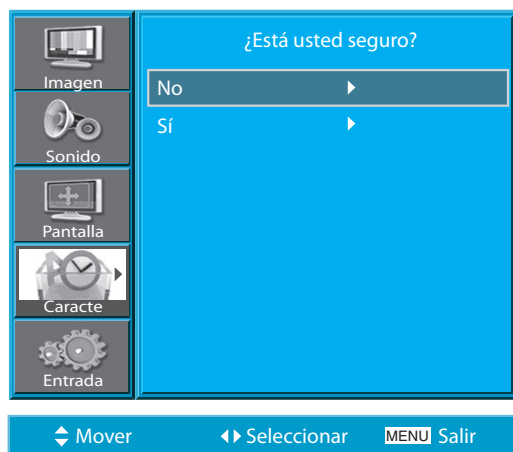 Imagen
Sonido
Pantalla
Caracte
Entrada
¿Está usted seguro?
No
Sí
Mover Seleccionar MENU Salir